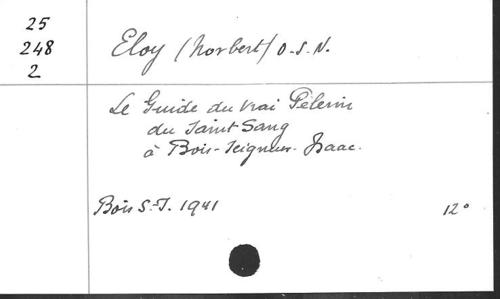 25
248
2
Eloy (Norbert) O.S.N.
Le Guide du vrai Pèlerin
du Saint Sang
à Bois-Seigneur-Isaac.
Bois S.-I. 1941
12°